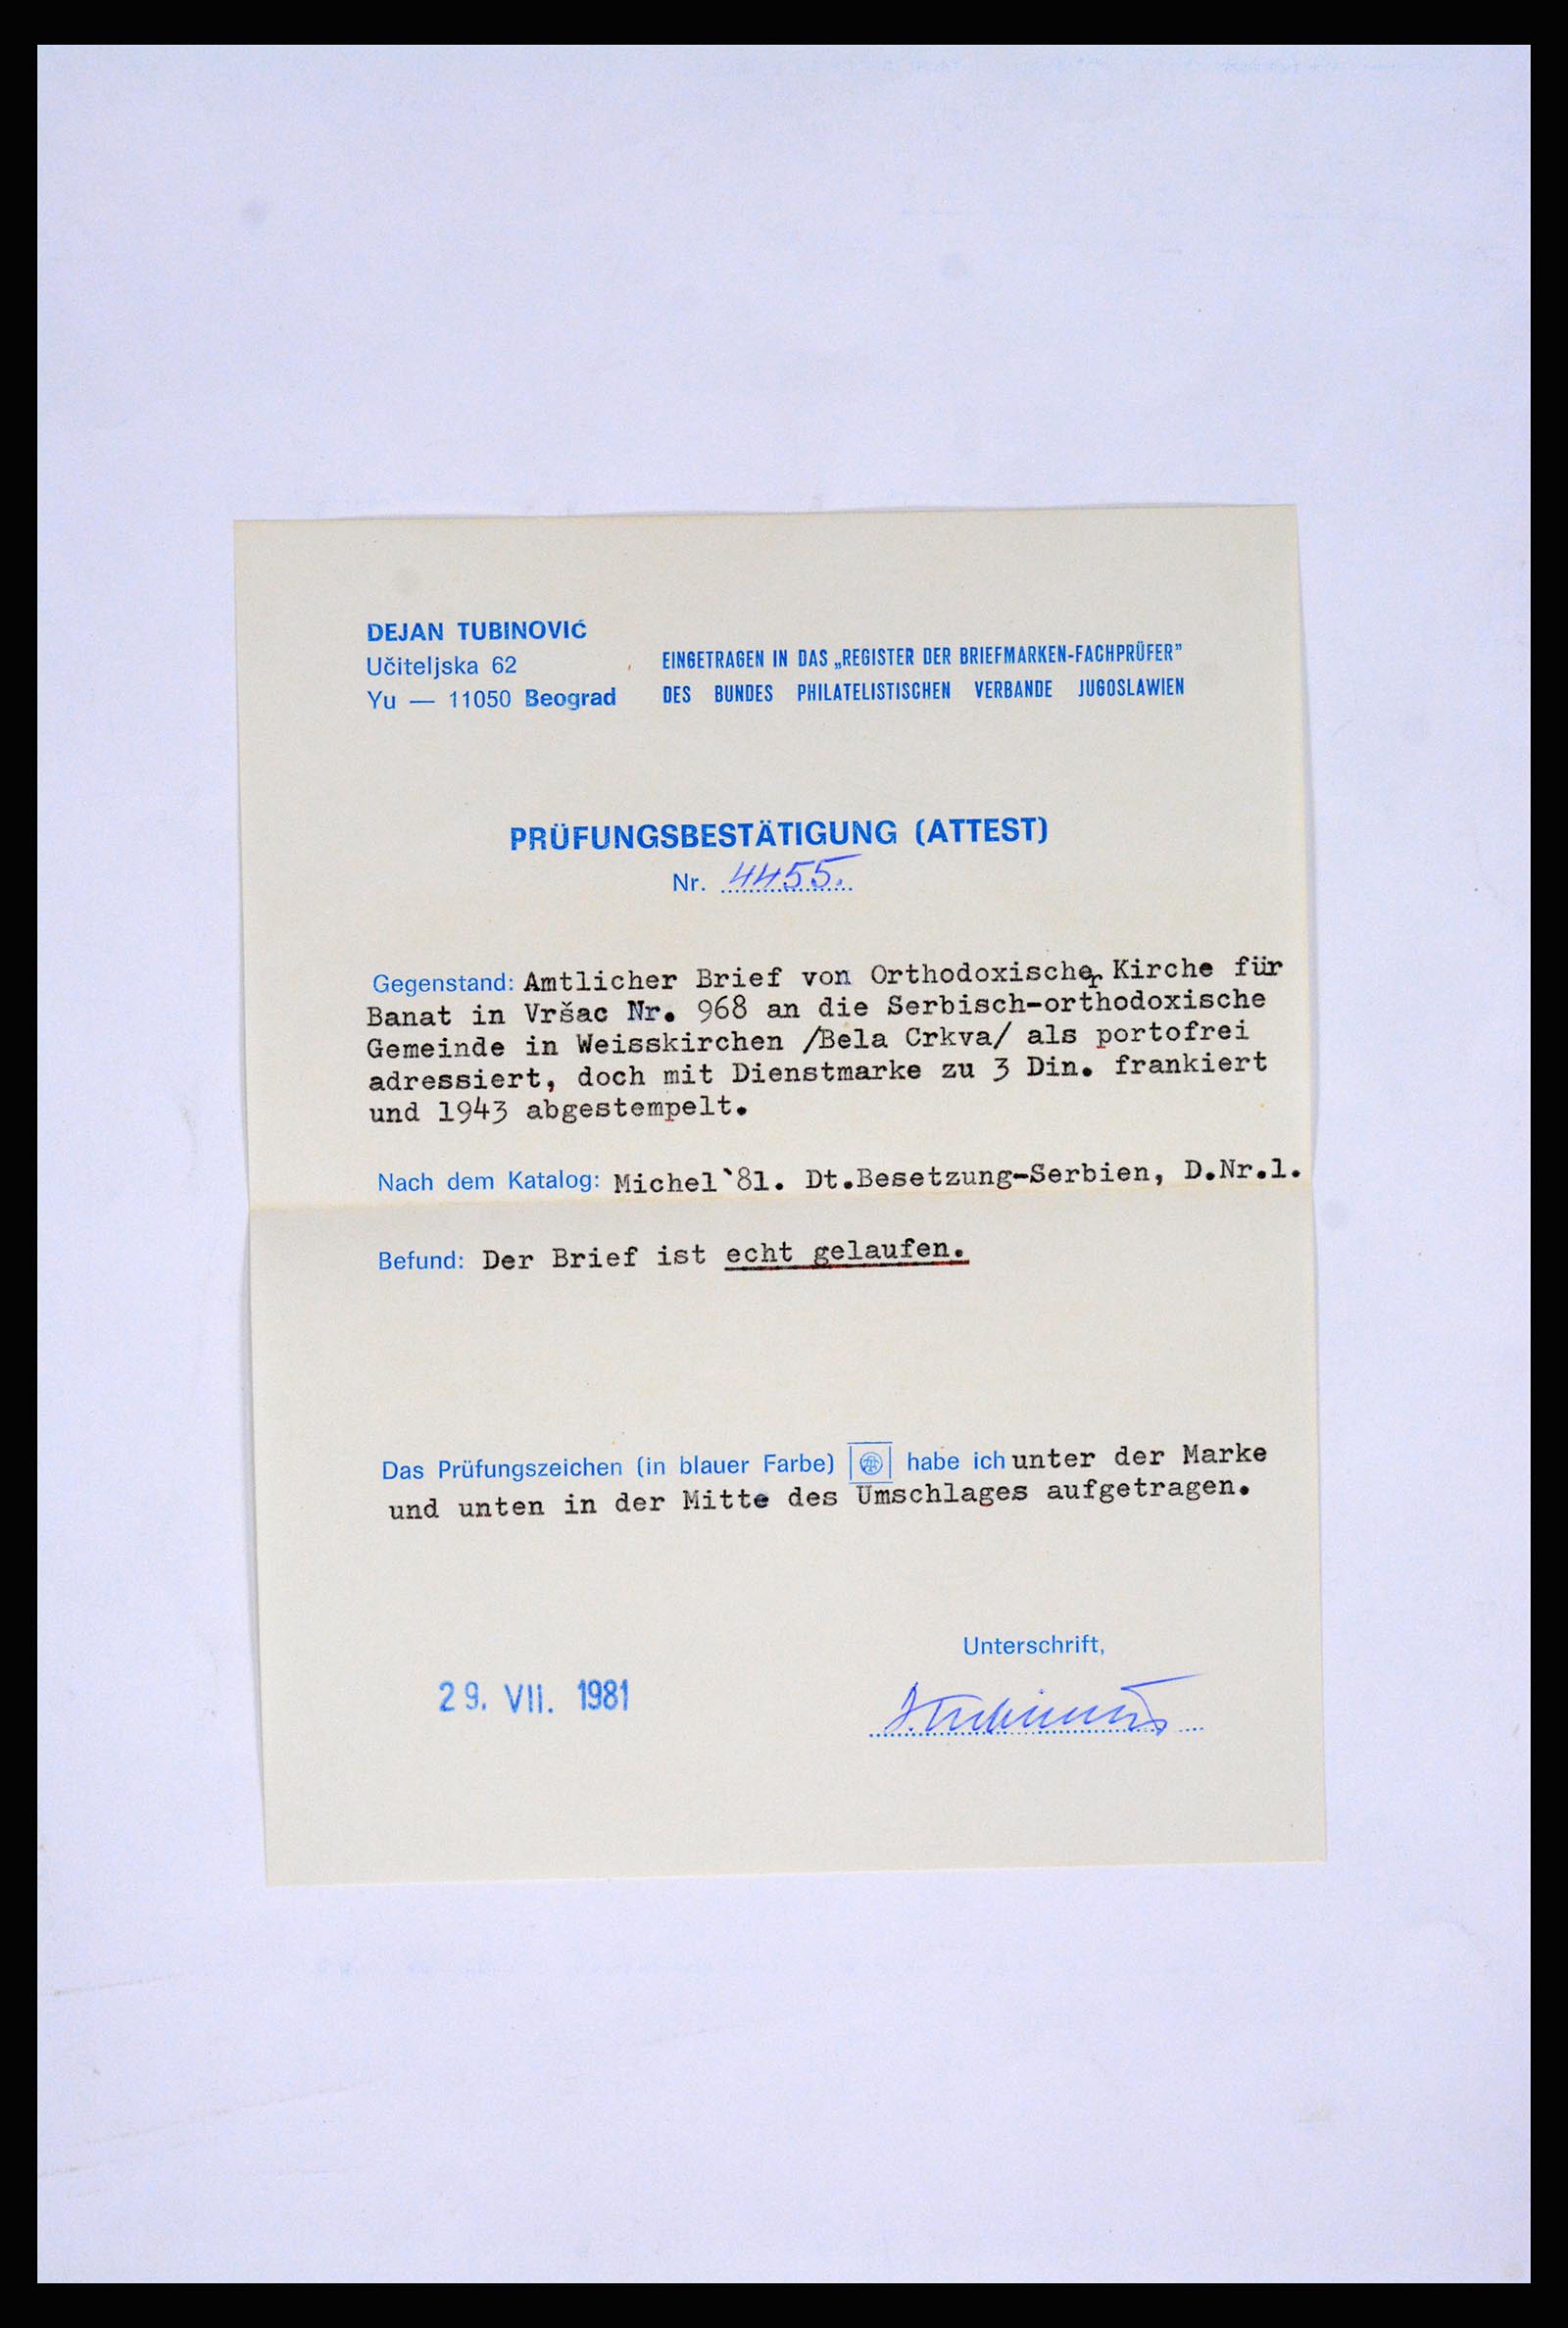 DEJAN TUBINOVIĆ
Učiteljska 62
Yu — 11050 Beograd
EINGETRAGEN IN DAS „REGISTER DER BRIEFMARKEN-FACHPRÜFER”
DES BUNDES PHILATELISTISCHEN VERBANDE JUGOSLAWIEN
PRÜFUNGSBESTÄTIGUNG (ATTEST)
Nr. 4455.
Gegenstand: Amtlicher Brief von Orthodoxischer Kirche für
Banat in Vršac Nr. 968 an die Serbisch-orthodoxische
Gemeinde in Weisskirchen /Bela Crkva/ als portofrei
adressiert, doch mit Dienstmarke zu 3 Din. frankiert
und 1943 abgestempelt.
Nach dem Katalog: Michel`81. Dt.Besetzung-Serbien, D.Nr.1.
Befund: Der Brief ist echt gelaufen.
Das Prüfungszeichen (in blauer Farbe) habe ich unter der Marke
und unten in der Mitte des Umschlages aufgetragen.
Unterschrift,
29. VII. 1981